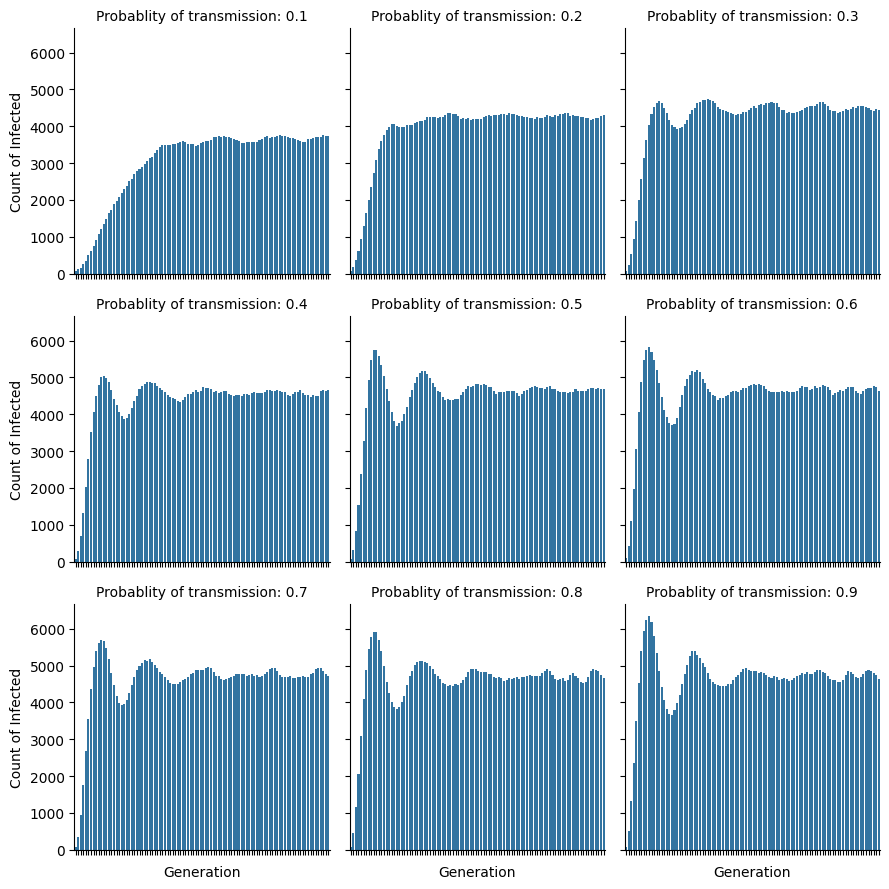 Probablity of transmission: 0.1
Probablity of transmission: 0.2
Probablity of transmission: 0.3
6000
5000
4000
3000
2000
1000
0
Count of Infected
Probablity of transmission: 0.4
Probablity of transmission: 0.5
Probablity of transmission: 0.6
6000
5000
4000
3000
2000
1000
0
Count of Infected
Probablity of transmission: 0.7
Probablity of transmission: 0.8
Probablity of transmission: 0.9
6000
5000
4000
3000
2000
1000
0
Count of Infected
Generation
Generation
Generation